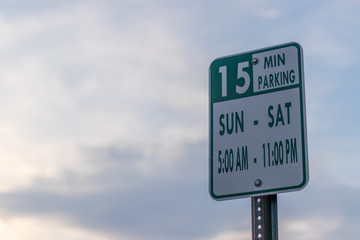 15 MIN
PARKING
SUN - SAT
5:00 AM - 11:00 PM